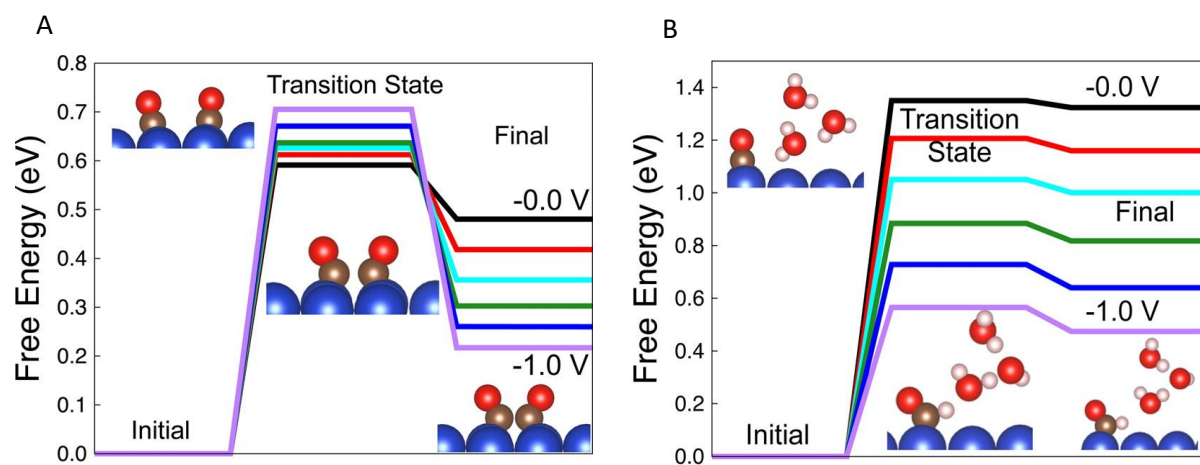 A
Free Energy (eV)
0.8
0.7
0.6
0.5
0.4
0.3
0.2
0.1
0.0
Transition State
Final
-0.0 V
-1.0 V
Initial
B
Free Energy (eV)
1.4
1.2
1.0
0.8
0.6
0.4
0.2
0.0
-0.0 V
Transition
State
Final
-1.0 V
Initial